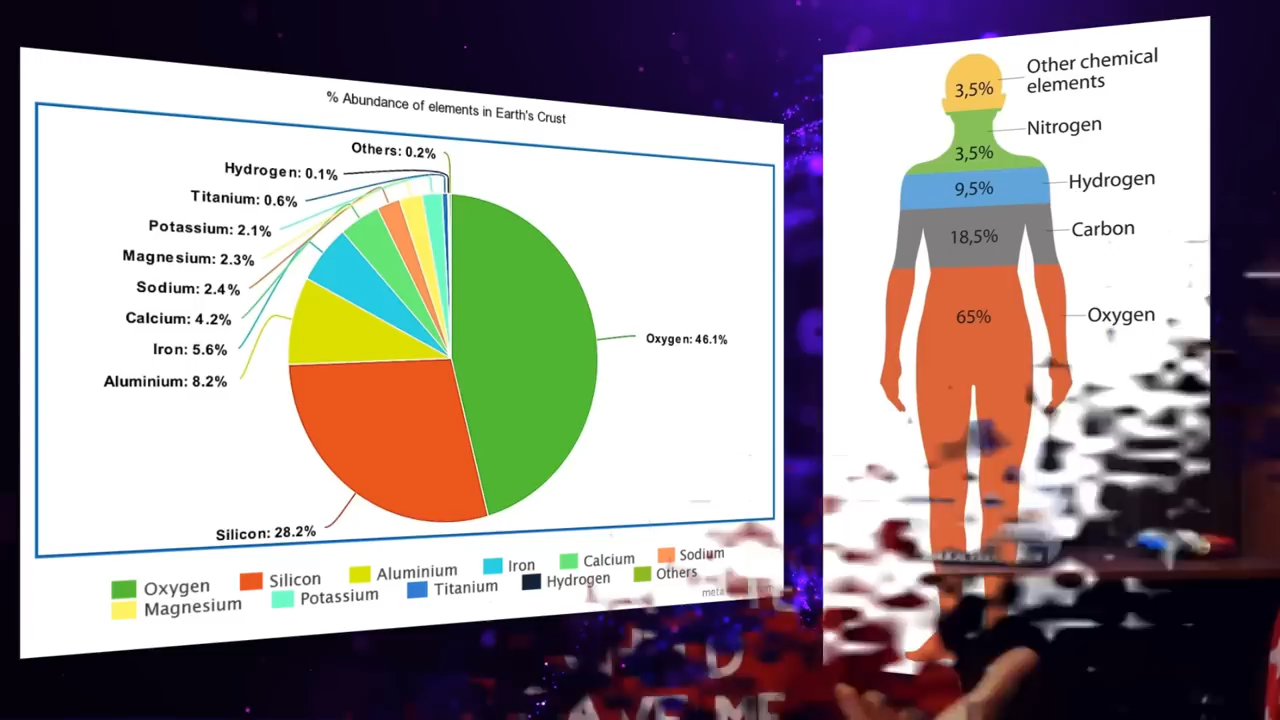 % Abundance of elements in Earth's Crust
Others: 0.2%
Hydrogen: 0.1%
Titanium: 0.6%
Potassium: 2.1%
Magnesium: 2.3%
Sodium: 2.4%
Calcium: 4.2%
Iron: 5.6%
Aluminium: 8.2%
Oxygen: 46.1%
Silicon: 28.2%
Oxygen Silicon Aluminium Iron Calcium Sodium
Magnesium Potassium Titanium Hydrogen Others
Other chemical
elements
3,5%
Nitrogen
3,5%
Hydrogen
9,5%
Carbon
18,5%
Oxygen
65%